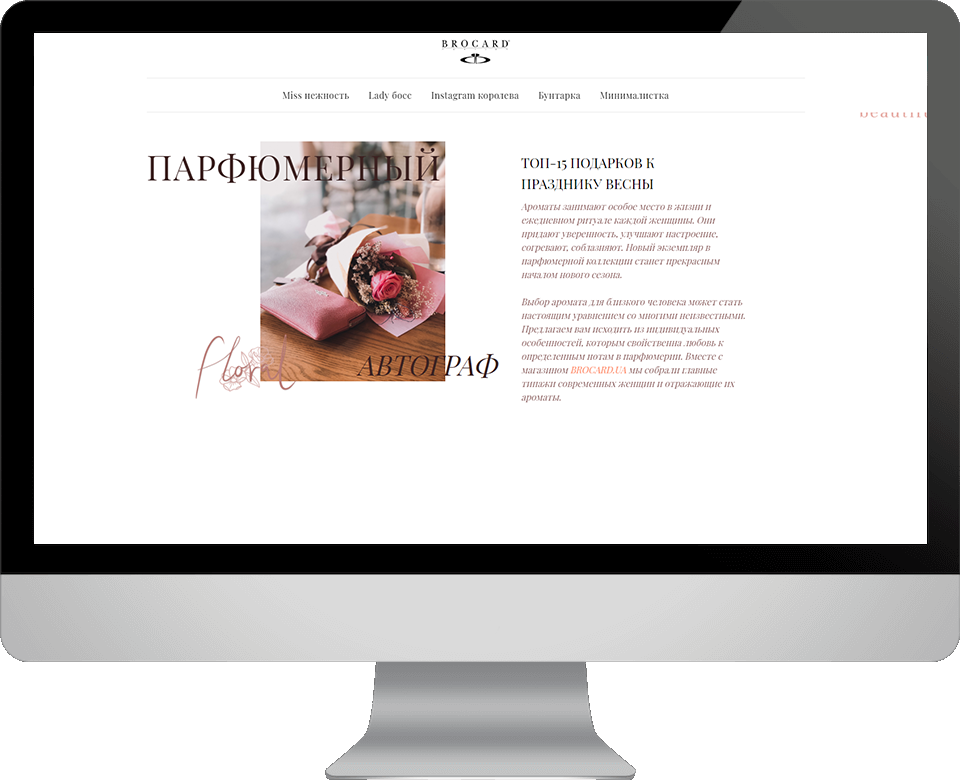 BROCARD
Miss нежность Lady босс Instagram королева Бунтарка Минималистка
ПАРФЮМЕРНЫЙ
floral
АВТОГРАФ
ТОП-15 ПОДАРКОВ К
ПРАЗДНИКУ ВЕСНЫ
Ароматы занимают особое место в жизни и
ежедневном ритуале каждой женщины. Они
придают уверенность, улучшают настроение,
согревают, соблазняют. Новый экземпляр в
парфюмерной коллекции станет прекрасным
началом нового сезона.
Выбор аромата для близкого человека может стать
настоящим уравнением со многими неизвестными.
Предлагаем вам исходить из индивидуальных
особенностей, которым свойственна любовь к
определенным нотам в парфюмерии. Вместе с
магазином BROCARD.UA мы собрали главные
типажи современных женщин и отражающие их
ароматы.